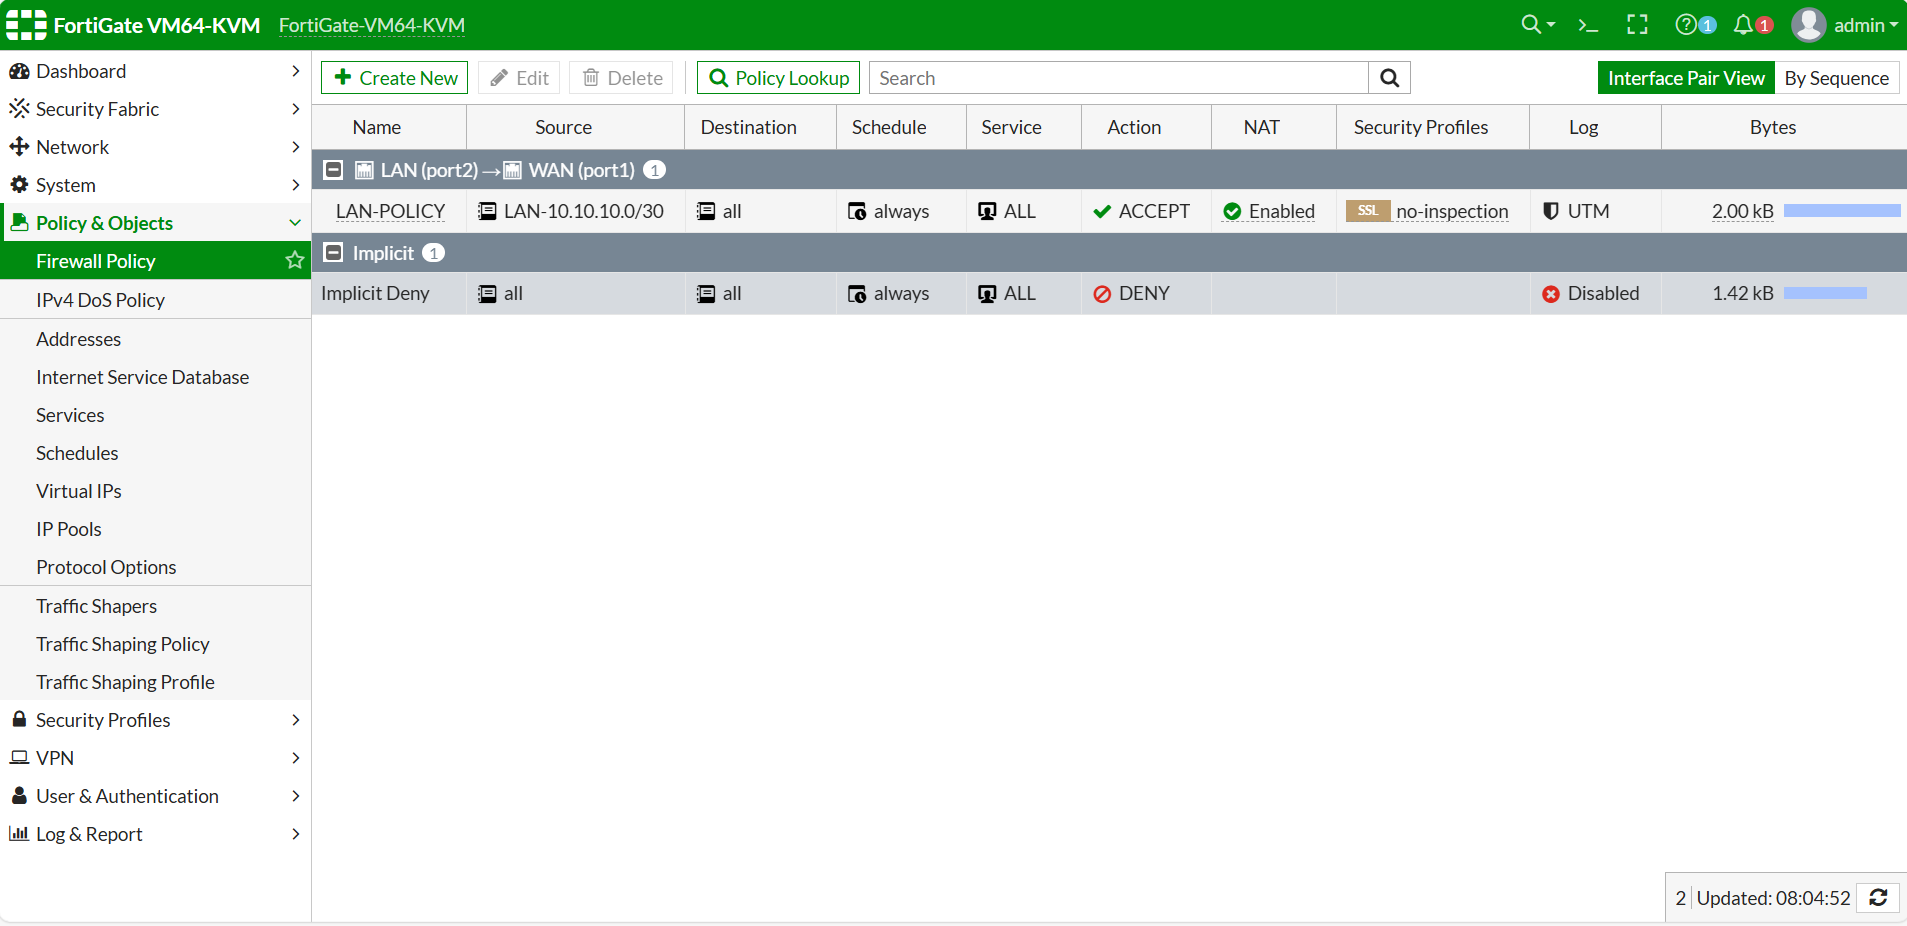 FortiGate VM64-KVM FortiGate-VM64-KVM 1 1 admin
Dashboard
Security Fabric
Network
System
Policy & Objects
Firewall Policy
IPv4 DoS Policy
Addresses
Internet Service Database
Services
Schedules
Virtual IPs
IP Pools
Protocol Options
Traffic Shapers
Traffic Shaping Policy
Traffic Shaping Profile
Security Profiles
VPN
User & Authentication
Log & Report
Create New Edit Delete Policy Lookup Search Interface Pair View By Sequence
Name Source Destination Schedule Service Action NAT Security Profiles Log Bytes
LAN (port2) → WAN (port1) 1
LAN-POLICY LAN-10.10.10.0/30 all always ALL ACCEPT Enabled SSL no-inspection UTM 2.00 kB
Implicit 1
Implicit Deny all all always ALL DENY Disabled 1.42 kB
2 Updated: 08:04:52